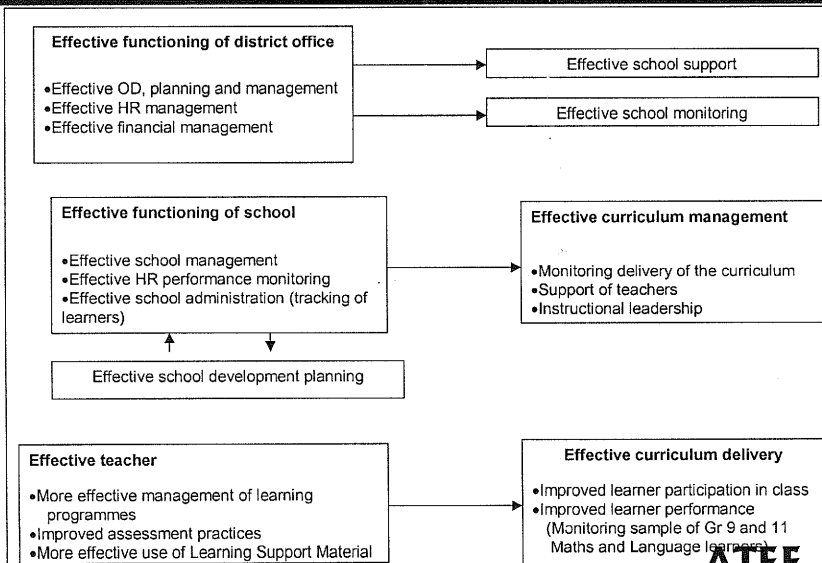 Effective functioning of district office
•Effective OD, planning and management
•Effective HR management
•Effective financial management
Effective school support
Effective school monitoring
Effective functioning of school
•Effective school management
•Effective HR performance monitoring
•Effective school administration (tracking of
learners)
Effective curriculum management
•Monitoring delivery of the curriculum
•Support of teachers
•Instructional leadership
Effective school development planning
Effective teacher
•More effective management of learning
programmes
•Improved assessment practices
•More effective use of Learning Support Material
Effective curriculum delivery
•Improved learner participation in class
•Improved learner performance
(Monitoring sample of Gr 9 and 11
Maths and Language learners)